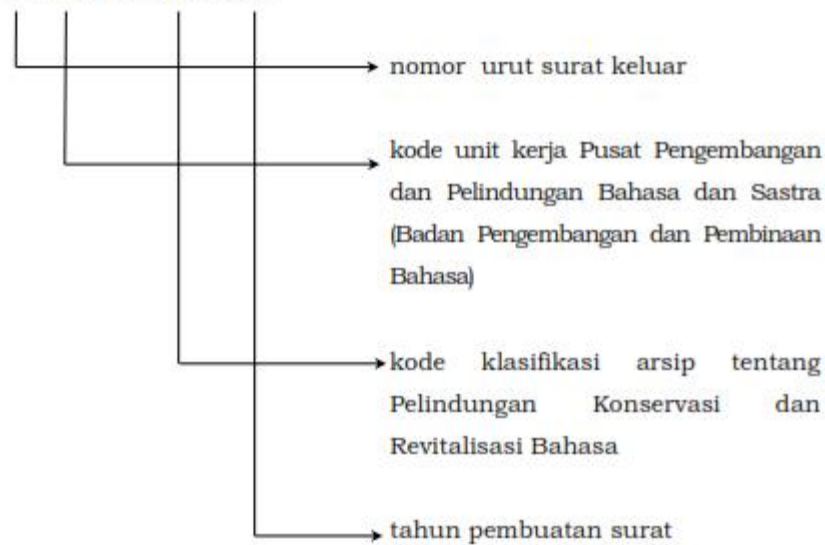 nomor urut surat keluar
kode unit kerja Pusat Pengembangan
dan Pelindungan Bahasa dan Sastra
(Badan Pengembangan dan Pembinaan
Bahasa)
kode klasifikasi arsip tentang
Pelindungan Konservasi dan
Revitalisasi Bahasa
tahun pembuatan surat